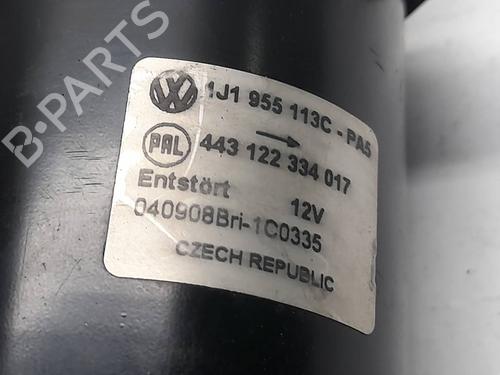 1J1 955 113C - PA5
PAL 443 122 334 017
Entstört 12V
040908Bri-1C0335
CZECH REPUBLIC
B-PARTS